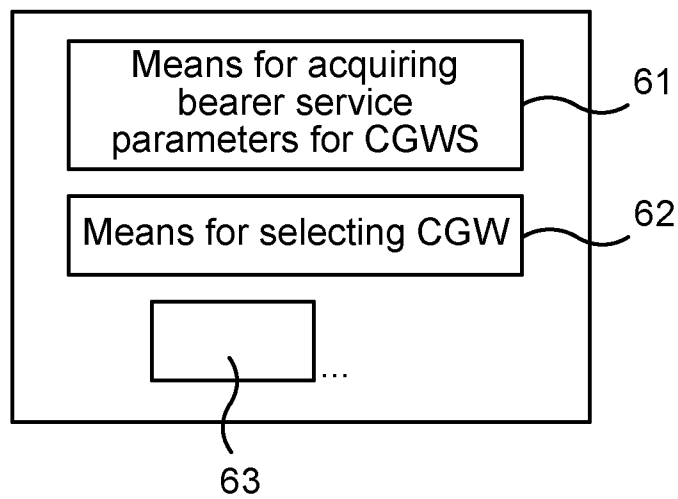 Means for acquiring
bearer service
parameters for CGWS
61
Means for selecting CGW
62
...
63